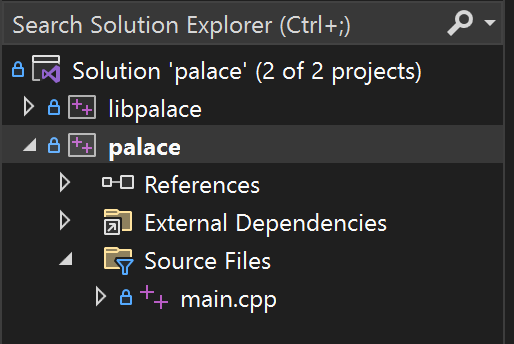 Search Solution Explorer (Ctrl+;)
Solution 'palace' (2 of 2 projects)
libpalace
palace
References
External Dependencies
Source Files
main.cpp